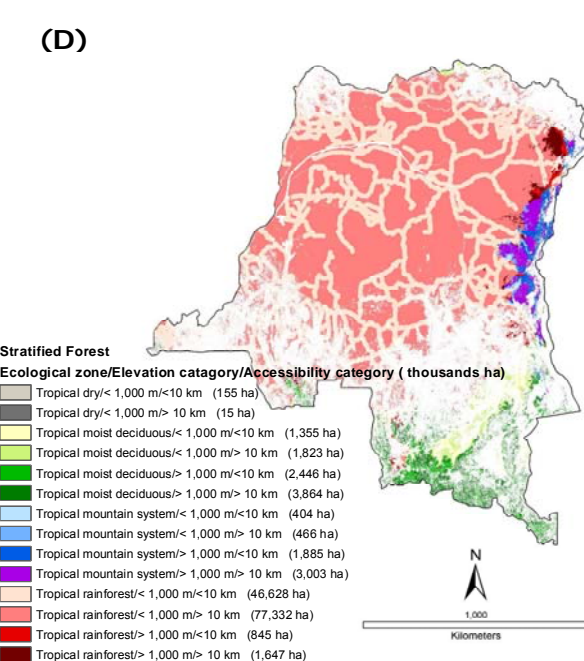 (D)
Stratified Forest
Ecological zone/Elevation catagory/Accessibility category ( thousands ha)
Tropical dry/< 1,000 m/<10 km (155 ha)
Tropical dry/< 1,000 m/> 10 km (15 ha)
Tropical moist deciduous/< 1,000 m/<10 km (1,355 ha)
Tropical moist deciduous/< 1,000 m/> 10 km (1,823 ha)
Tropical moist deciduous/> 1,000 m/<10 km (2,446 ha)
Tropical moist deciduous/> 1,000 m/> 10 km (3,864 ha)
Tropical mountain system/< 1,000 m/<10 km (404 ha)
Tropical mountain system/< 1,000 m/> 10 km (466 ha)
Tropical mountain system/> 1,000 m/<10 km (1,885 ha)
Tropical mountain system/> 1,000 m/> 10 km (3,003 ha)
Tropical rainforest/< 1,000 m/<10 km (46,628 ha)
Tropical rainforest/< 1,000 m/> 10 km (77,332 ha)
Tropical rainforest/> 1,000 m/<10 km (845 ha)
Tropical rainforest/> 1,000 m/> 10 km (1,647 ha)
N
1,000
Kilometers